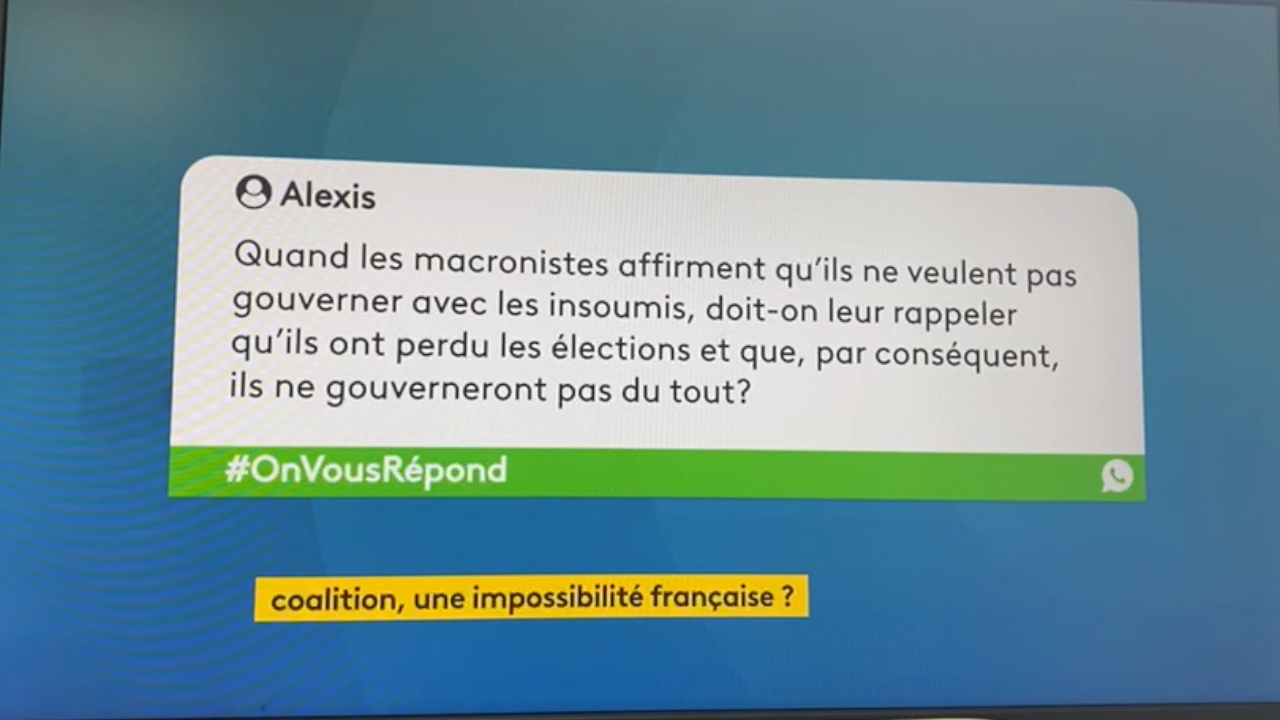 Alexis
Quand les macronistes affirment qu'ils ne veulent pas
gouverner avec les insoumis, doit-on leur rappeler
qu'ils ont perdu les élections et que, par conséquent,
ils ne gouverneront pas du tout?
#OnVousRépond
coalition, une impossibilité française ?